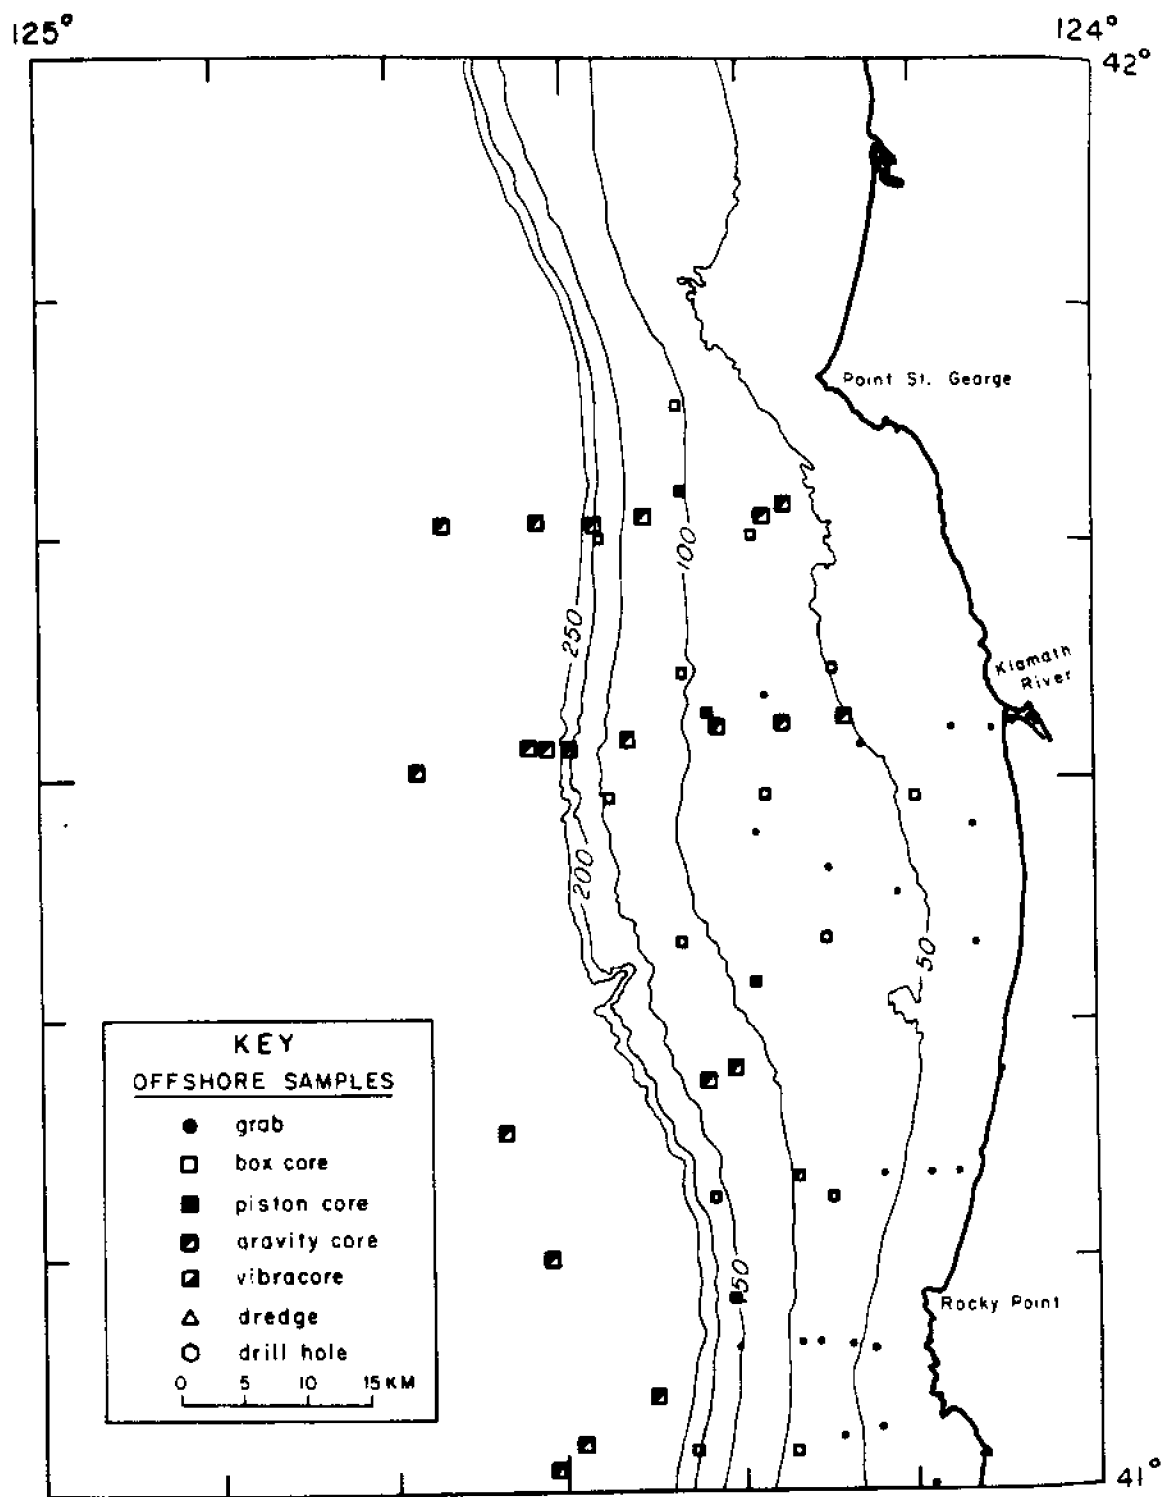 125°
124°
42°
Point St. George
100
250
Klamath
River
200
50
KEY
OFFSHORE SAMPLES
grab
box core
piston core
gravity core
vibracore
dredge
drill hole
0 5 10 15 KM
50
Rocky Point
41°